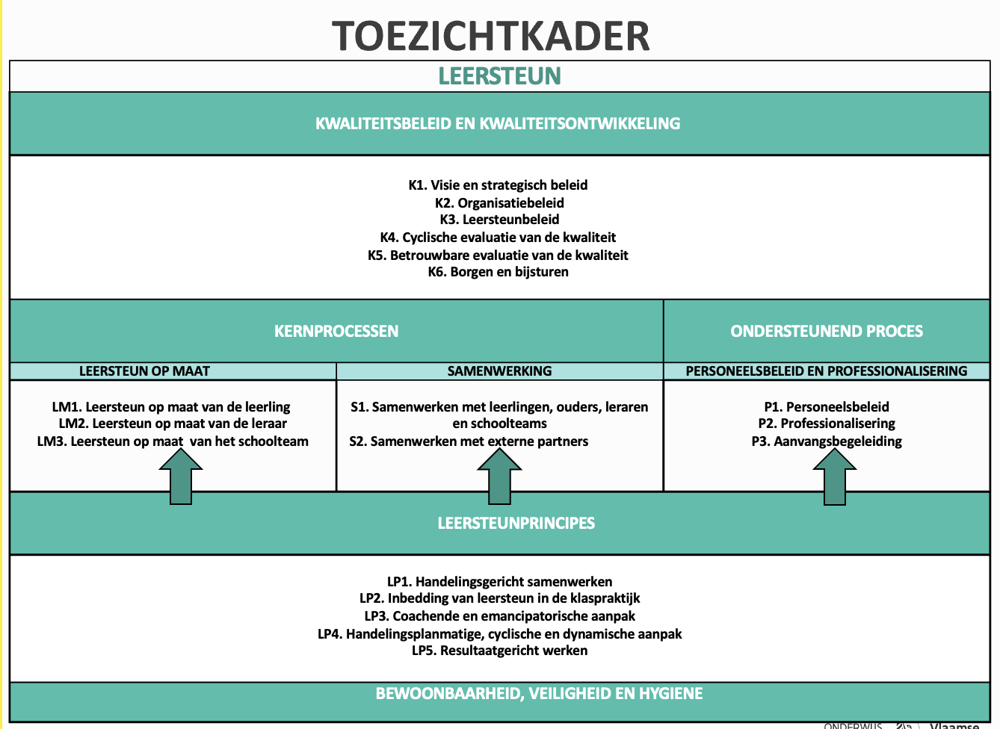 TOEZICHTKADER
LEERSTEUN
KWALITEITSBELEID EN KWALITEITSONTWIKKELING
K1. Visie en strategisch beleid
K2. Organisatiebeleid
K3. Leersteunbeleid
K4. Cyclische evaluatie van de kwaliteit
K5. Betrouwbare evaluatie van de kwaliteit
K6. Borgen en bijsturen
KERNPROCESSEN
ONDERSTEUNEND PROCES
LEERSTEUN OP MAAT
SAMENWERKING
PERSONEELSBELEID EN PROFESSIONALISERING
LM1. Leersteun op maat van de leerling
LM2. Leersteun op maat van de leraar
LM3. Leersteun op maat van het schoolteam
S1. Samenwerken met leerlingen, ouders, leraren
en schoolteams
S2. Samenwerken met externe partners
P1. Personeelsbeleid
P2. Professionalisering
P3. Aanvangsbegeleiding
LEERSTEUNPRINCIPES
LP1. Handelingsgericht samenwerken
LP2. Inbedding van leersteun in de klaspraktijk
LP3. Coachende en emancipatorische aanpak
LP4. Handelingsplanmatige, cyclische en dynamische aanpak
LP5. Resultaatgericht werken
BEWOONBAARHEID, VEILIGHEID EN HYGIENE
ONDERWIJS
Vlaamse